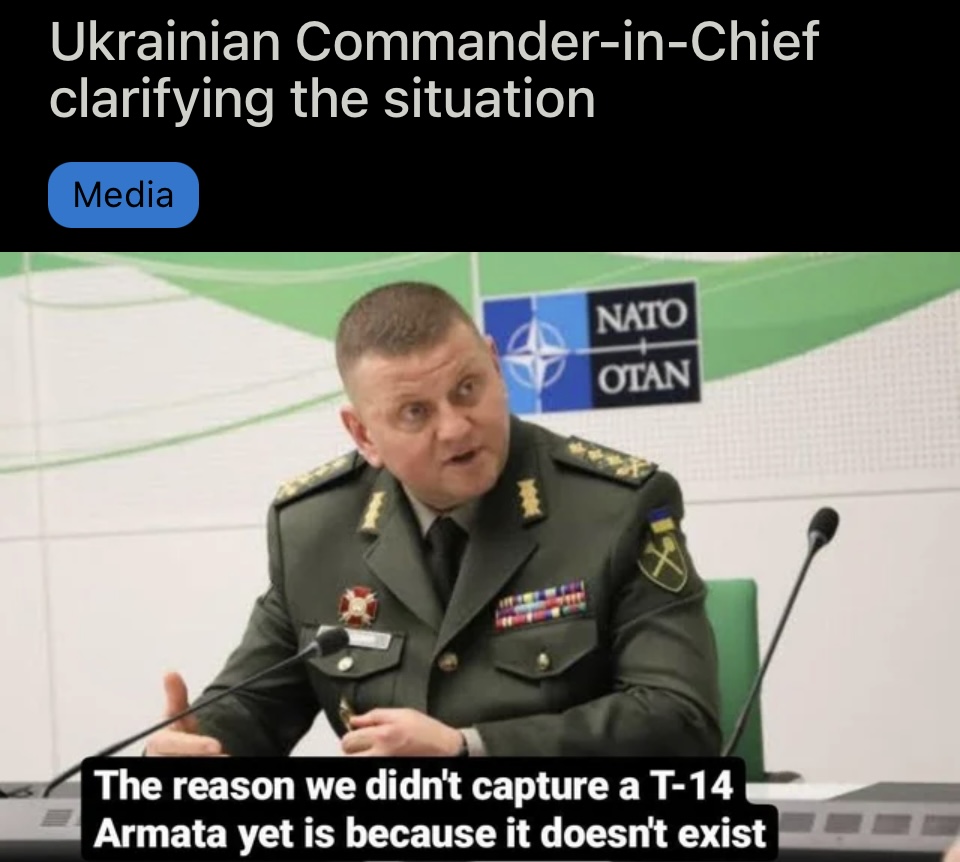 Ukrainian Commander-in-Chief
clarifying the situation
Media
NATO
OTAN
The reason we didn't capture a T-14
Armata yet is because it doesn't exist